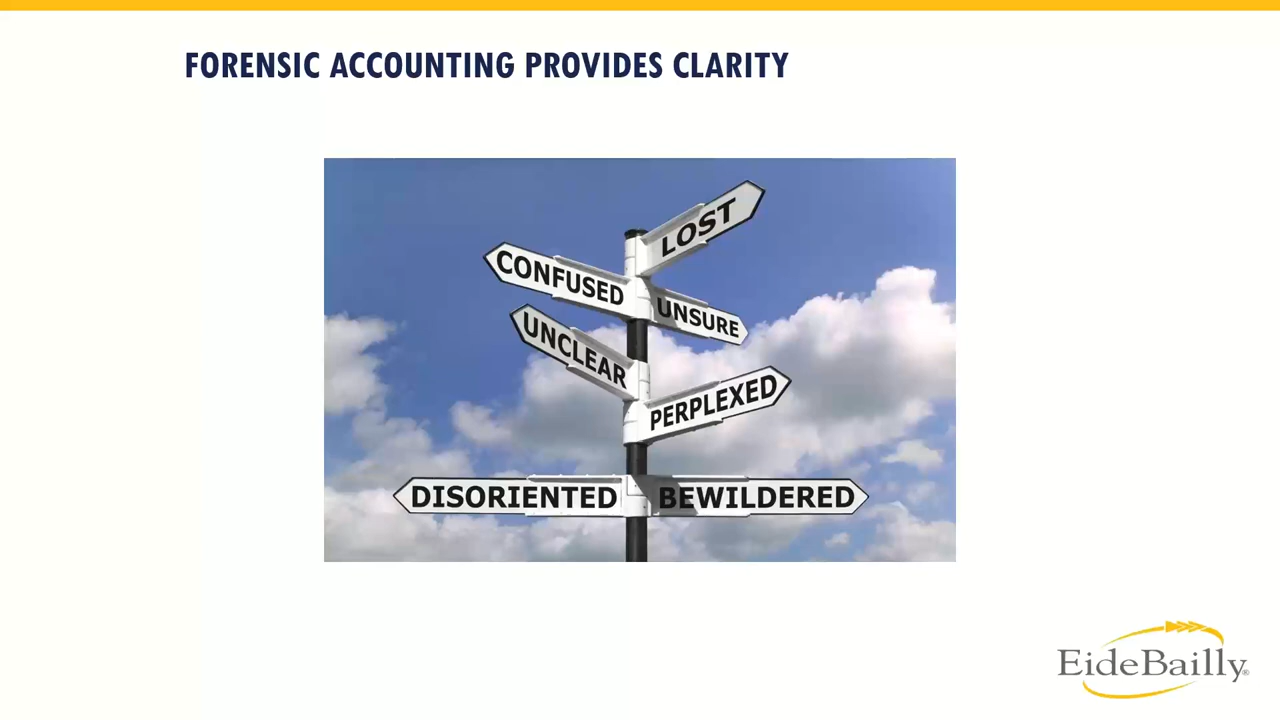 FORENSIC ACCOUNTING PROVIDES CLARITY
LOST
CONFUSED
UNSURE
UNCLEAR
PERPLEXED
DISORIENTED
BEWILDERED
EideBailly®